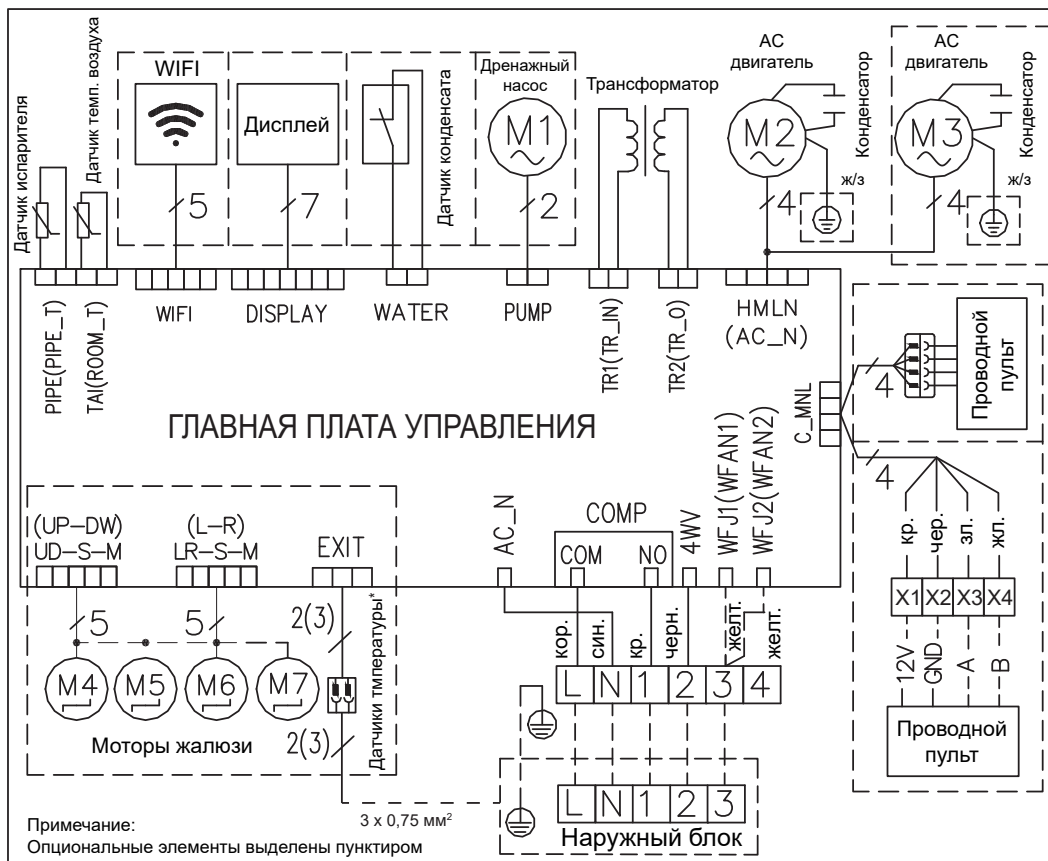 WIFI
Дисплей
Датчик испарителя
Датчик темп. воздуха
Датчик конденсата
Дренажный
насос
M1
Трансформатор
AC
двигатель
M2
Конденсатор
ж/з
AC
двигатель
M3
Конденсатор
ж/з
5
7
2
4
4
PIPE(PIPE_T)
TAI(ROOM_T)
WIFI
DISPLAY
WATER
PUMP
TR1(TR_IN)
TR2(TR_O)
HMLN
(AC_N)
C_MNL
4
Проводной
пульт
ГЛАВНАЯ ПЛАТА УПРАВЛЕНИЯ
4
кр.
чер.
зл.
жл.
X1
X2
X3
X4
12V
GND
A
B
Проводной
пульт
(UP-DW)
UD-S-M
(L-R)
LR-S-M
EXIT
AC_N
COMP
COM
NO
4WV
WFJ1(WFAN1)
WFJ2(WFAN2)
5
5
2(3)
M4
M5
M6
M7
Моторы жалюзи
2(3)
Датчики тмпературы*
кор.
син.
кр.
черн.
желт.
желт.
L
N
1
2
3
4
L
N
1
2
3
Наружный блок
3 x 0,75 мм²
Примечание:
Опциональные элементы выделены пунктиром